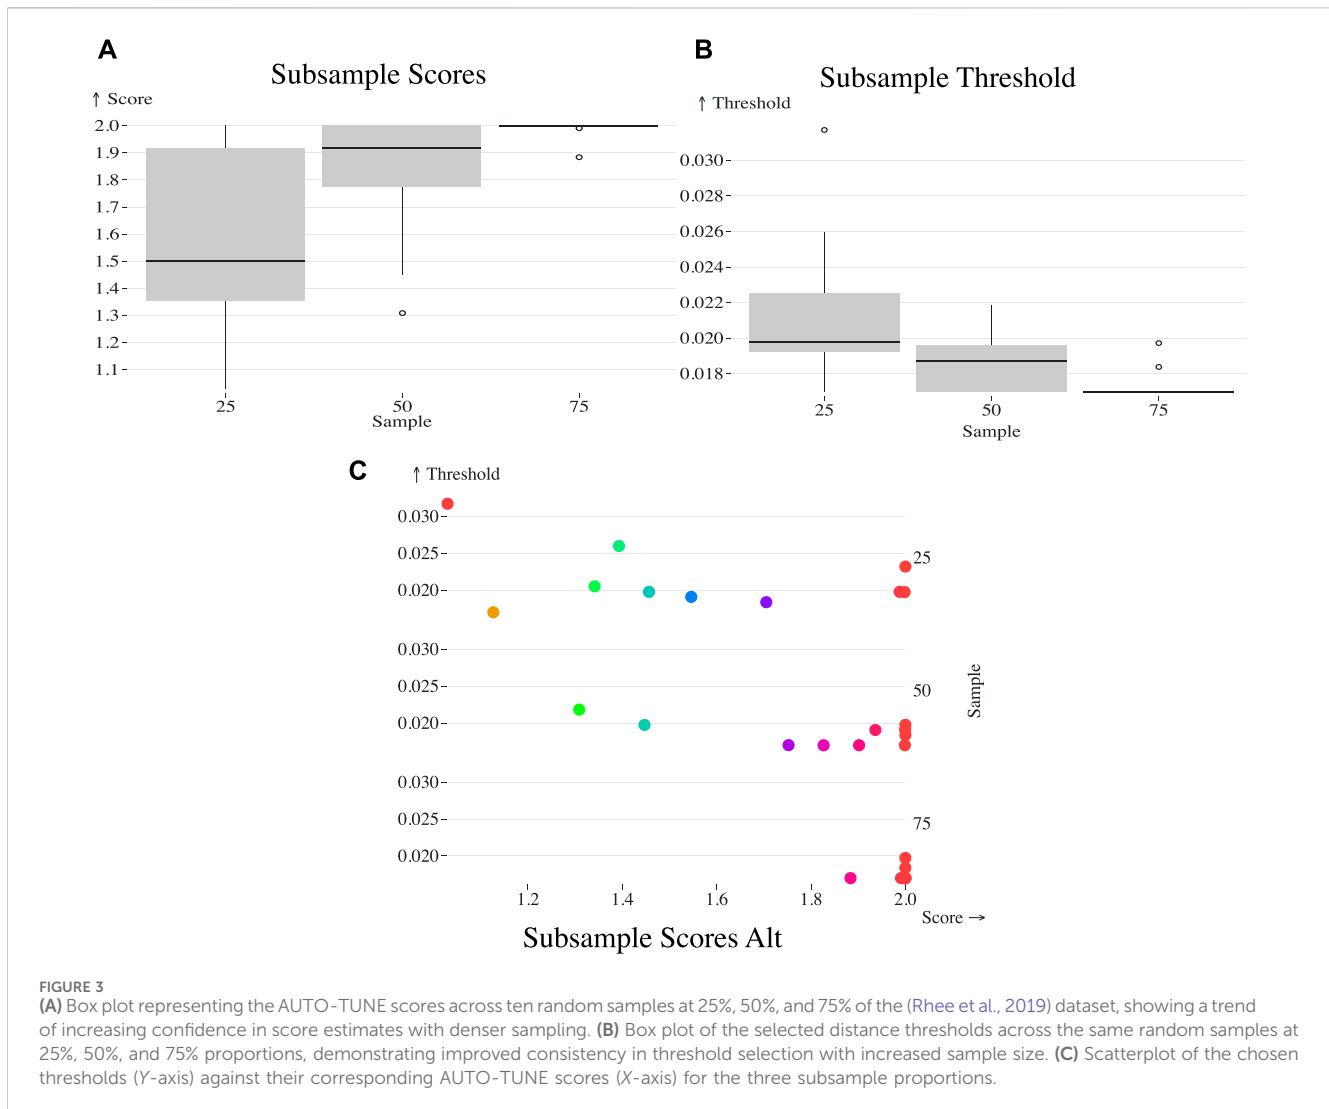 A
Subsample Scores
↑ Score
2.0
1.9
1.8
1.7
1.6
1.5
1.4
1.3
1.2
1.1
25
50
75
Sample
B
Subsample Threshold
↑ Threshold
0.030
0.028
0.026
0.024
0.022
0.020
0.018
25
50
75
Sample
C
↑ Threshold
0.030
0.025
0.020
25
0.030
0.025
0.020
50
Sample
0.030
0.025
0.020
75
1.2
1.4
1.6
1.8
2.0
Score →
Subsample Scores Alt
FIGURE 3
(A) Box plot representing the AUTO-TUNE scores across ten random samples at 25%, 50%, and 75% of the (Rhee et al., 2019) dataset, showing a trend
of increasing confidence in score estimates with denser sampling. (B) Box plot of the selected distance thresholds across the same random samples at
25%, 50%, and 75% proportions, demonstrating improved consistency in threshold selection with increased sample size. (C) Scatterplot of the chosen
thresholds (Y-axis) against their corresponding AUTO-TUNE scores (X-axis) for the three subsample proportions.